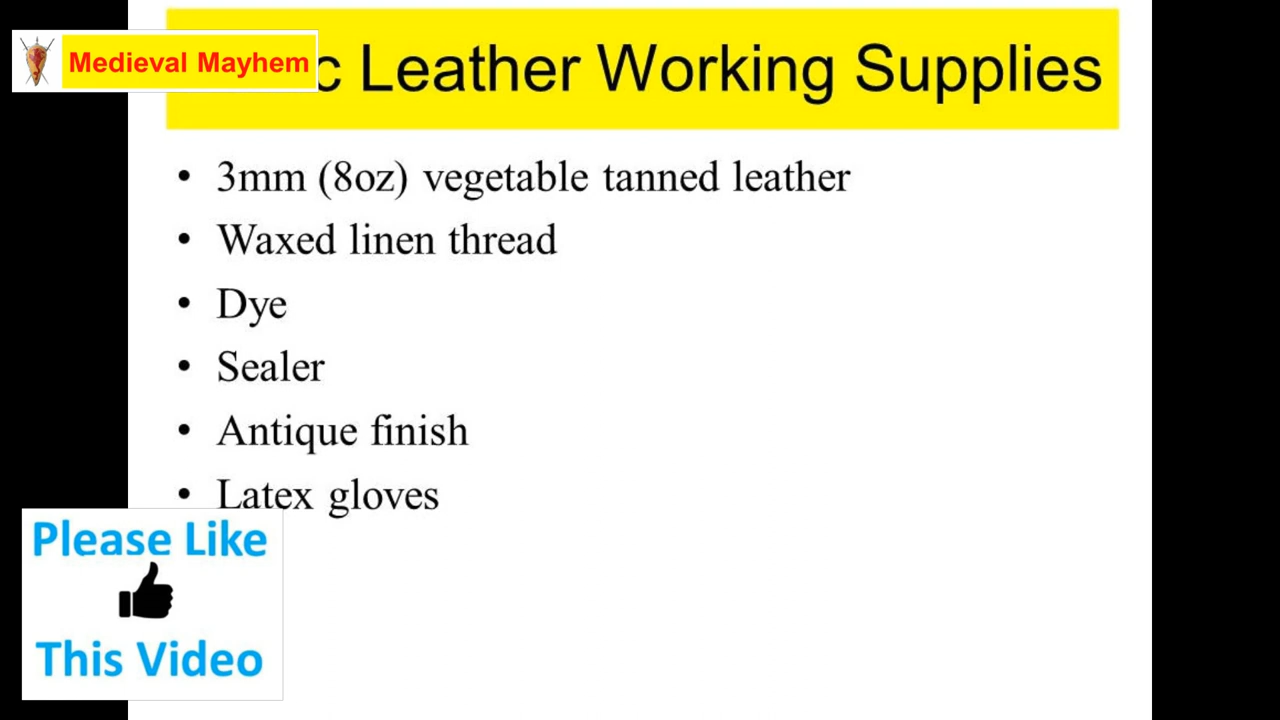 Medieval Mayhem
c Leather Working Supplies
• 3mm (8oz) vegetable tanned leather
• Waxed linen thread
• Dye
• Sealer
• Antique finish
• Latex gloves
Please Like
This Video